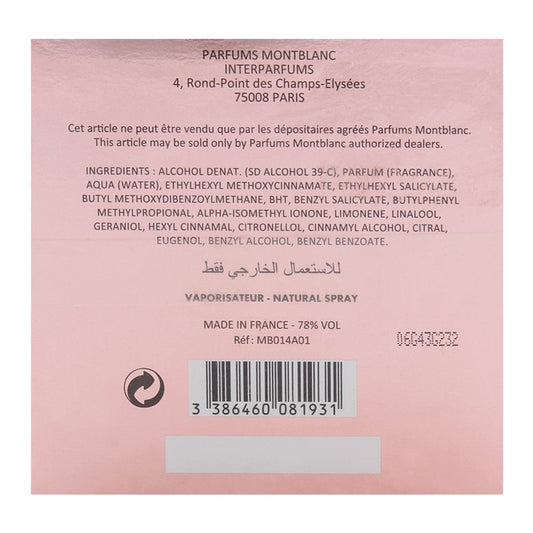 PARFUMS MONTBLANC
INTERPARFUMS
4, Rond-Point des Champs-Elysées
75008 PARIS
Cet article ne peut être vendu que par les dépositaires agréés Parfums Montblanc.
This article may be sold only by Parfums Montblanc authorized dealers.
INGREDIENTS : ALCOHOL DENAT. (SD ALCOHOL 39-C), PARFUM (FRAGRANCE),
AQUA (WATER), ETHYLHEXYL METHOXYCINNAMATE, ETHYLHEXYL SALICYLATE,
BUTYL METHOXYDIBENZOYLMETHANE, BHT, BENZYL SALICYLATE, BUTYLPHENYL
METHYLPROPIONAL, ALPHA-ISOMETHYL IONONE, LIMONENE, LINALOOL,
GERANIOL, HEXYL CINNAMAL, CITRONELLOL, CINNAMYL ALCOHOL, CITRAL,
EUGENOL, BENZYL ALCOHOL, BENZYL BENZOATE.
للاستعمال الخارجي فقط
VAPORISATEUR - NATURAL SPRAY
MADE IN FRANCE - 78% VOL
Réf : MB014A01
06G43G232
3 386460 081931